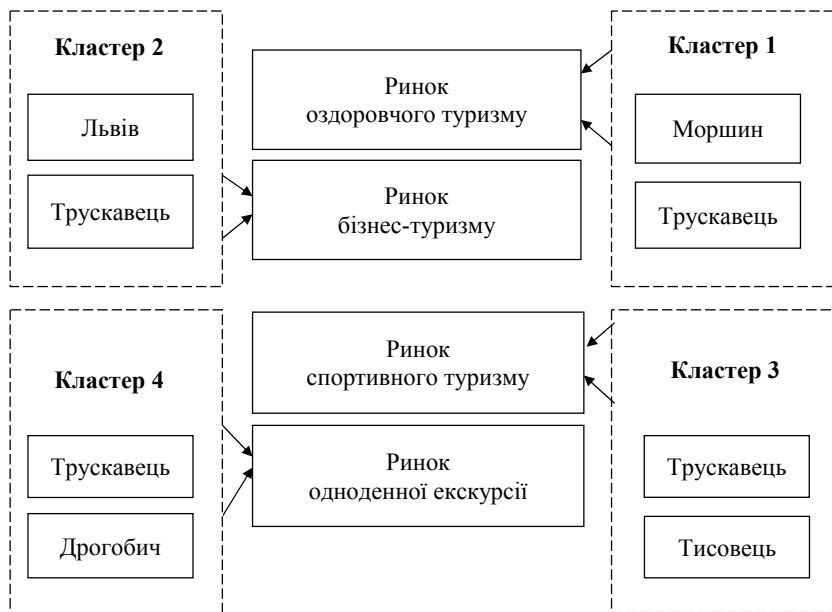 Кластер 2
Львів
Трускавець
Ринок
оздоровчого туризму
Ринок
бізнес-туризму
Кластер 1
Моршин
Трускавець
Кластер 4
Трускавець
Дрогобич
Ринок
спортивного туризму
Ринок
одноденної екскурсії
Кластер 3
Трускавець
Тисовець